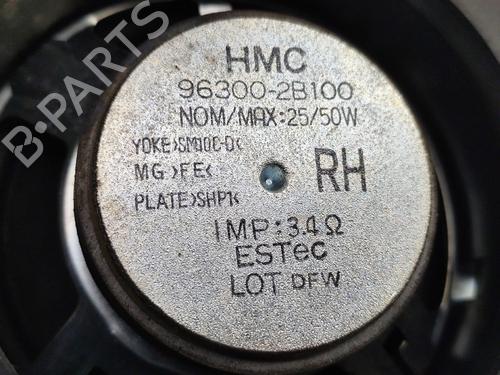 HMC
96300-2B100
NOM/MAX:25/50W
YOKE>SM10C-D<
MG >FE<
PLATE>SHP1<
RH
IMP:3.4Ω
ESTec
LOT DFW
B-PARTS